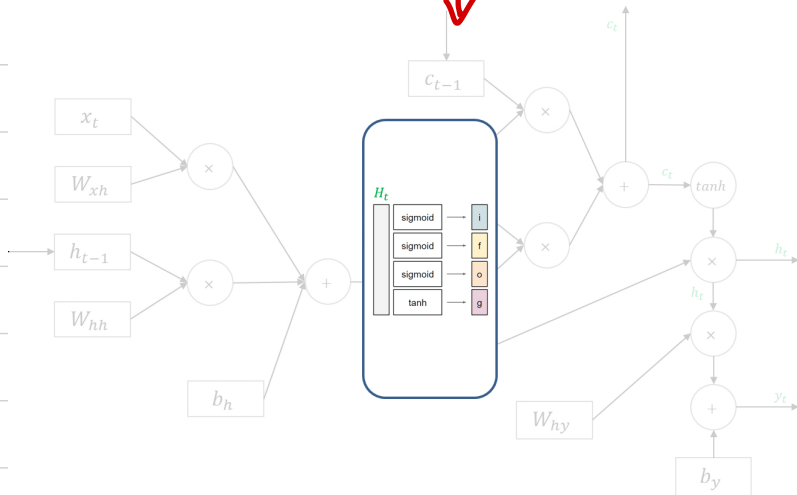 c_t
c_{t-1}
×
x_t
×
W_{xh}
H_t
+
c_t
tanh
sigmoid
i
h_{t-1}
sigmoid
f
×
×
h_t
sigmoid
o
×
+
h_t
tanh
g
W_{hh}
×
b_h
W_{hy}
+
y_t
b_y